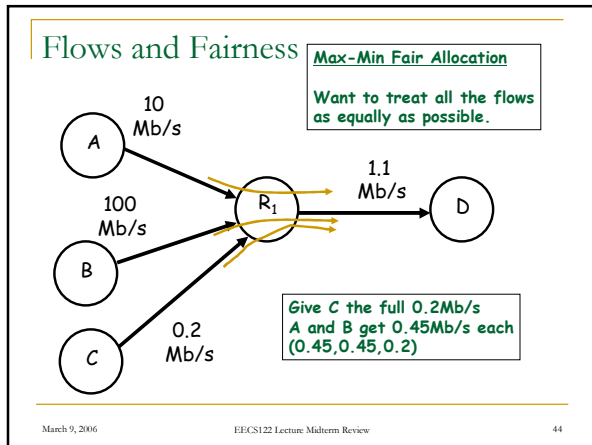 Flows and Fairness
Max-Min Fair Allocation
Want to treat all the flows
as equally as possible.
10
Mb/s
A
1.1
Mb/s
R1
D
100
Mb/s
B
Give C the full 0.2Mb/s
A and B get 0.45Mb/s each
(0.45,0.45,0.2)
0.2
Mb/s
C
March 9, 2006
EECS122 Lecture Midterm Review
44